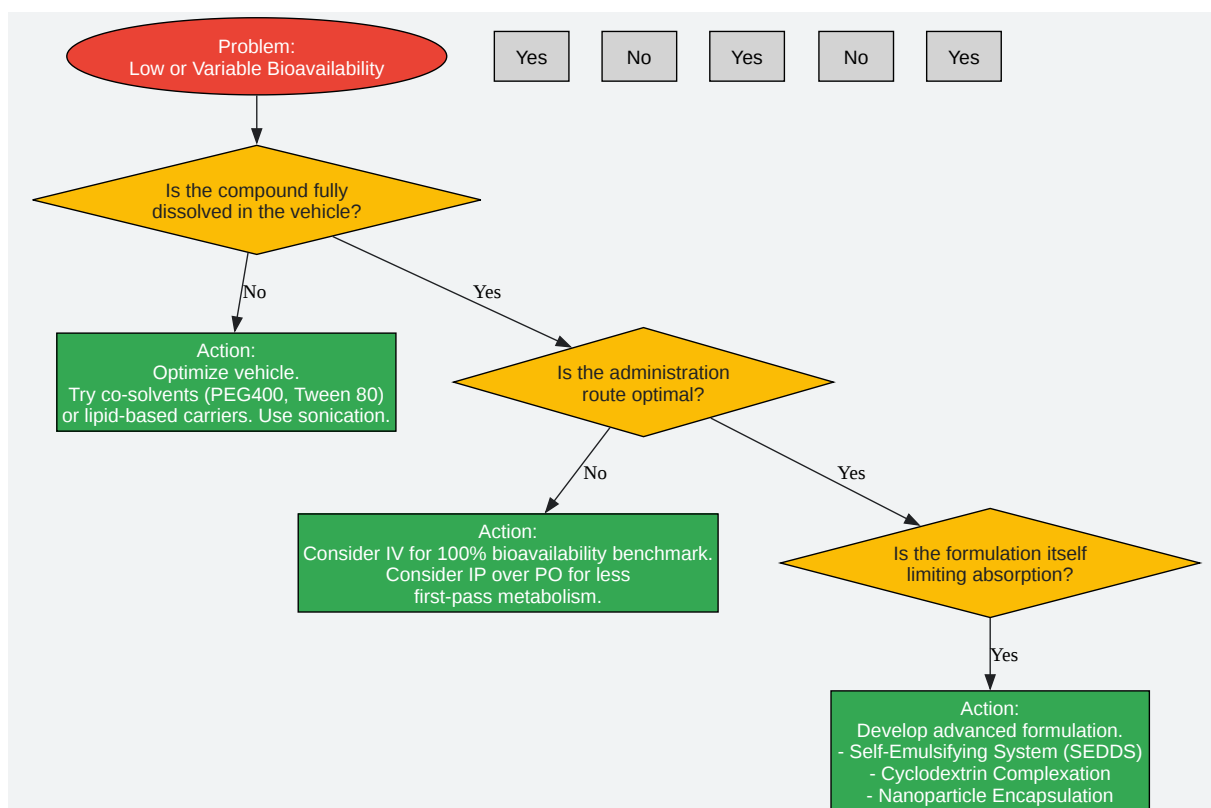 Problem:
Low or Variable Bioavailability
Yes
No
Yes
No
Yes
Is the compound fully
dissolved in the vehicle?
No
Yes
Action:
Optimize vehicle.
Try co-solvents (PEG400, Tween 80)
or lipid-based carriers. Use sonication.
Is the administration
route optimal?
No
Yes
Action:
Consider IV for 100% bioavailability benchmark.
Consider IP over PO for less
first-pass metabolism.
Is the formulation itself
limiting absorption?
Yes
Action:
Develop advanced formulation.
- Self-Emulsifying System (SEDDS)
- Cyclodextrin Complexation
- Nanoparticle Encapsulation